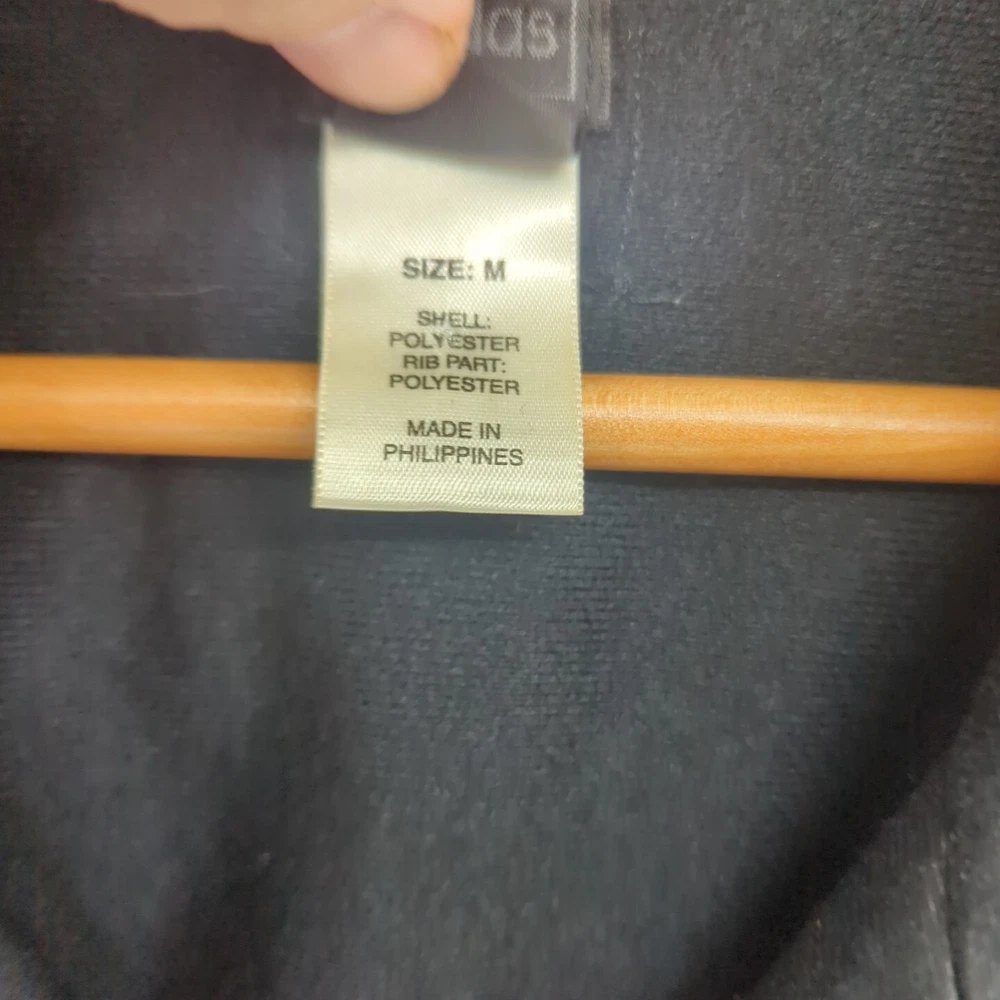 SIZE: M
SHELL:
POLYESTER
RIB PART:
POLYESTER
MADE IN
PHILIPPINES